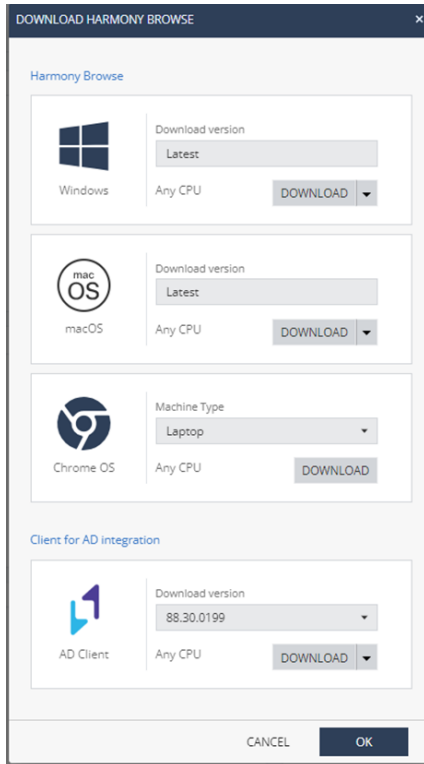 DOWNLOAD HARMONY BROWSE ×
Harmony Browse
Download version
Latest
Windows Any CPU DOWNLOAD
mac
OS
Download version
Latest
macOS Any CPU DOWNLOAD
Machine Type
Laptop
Chrome OS Any CPU DOWNLOAD
Client for AD integration
Download version
88.30.0199
AD Client Any CPU DOWNLOAD
CANCEL OK